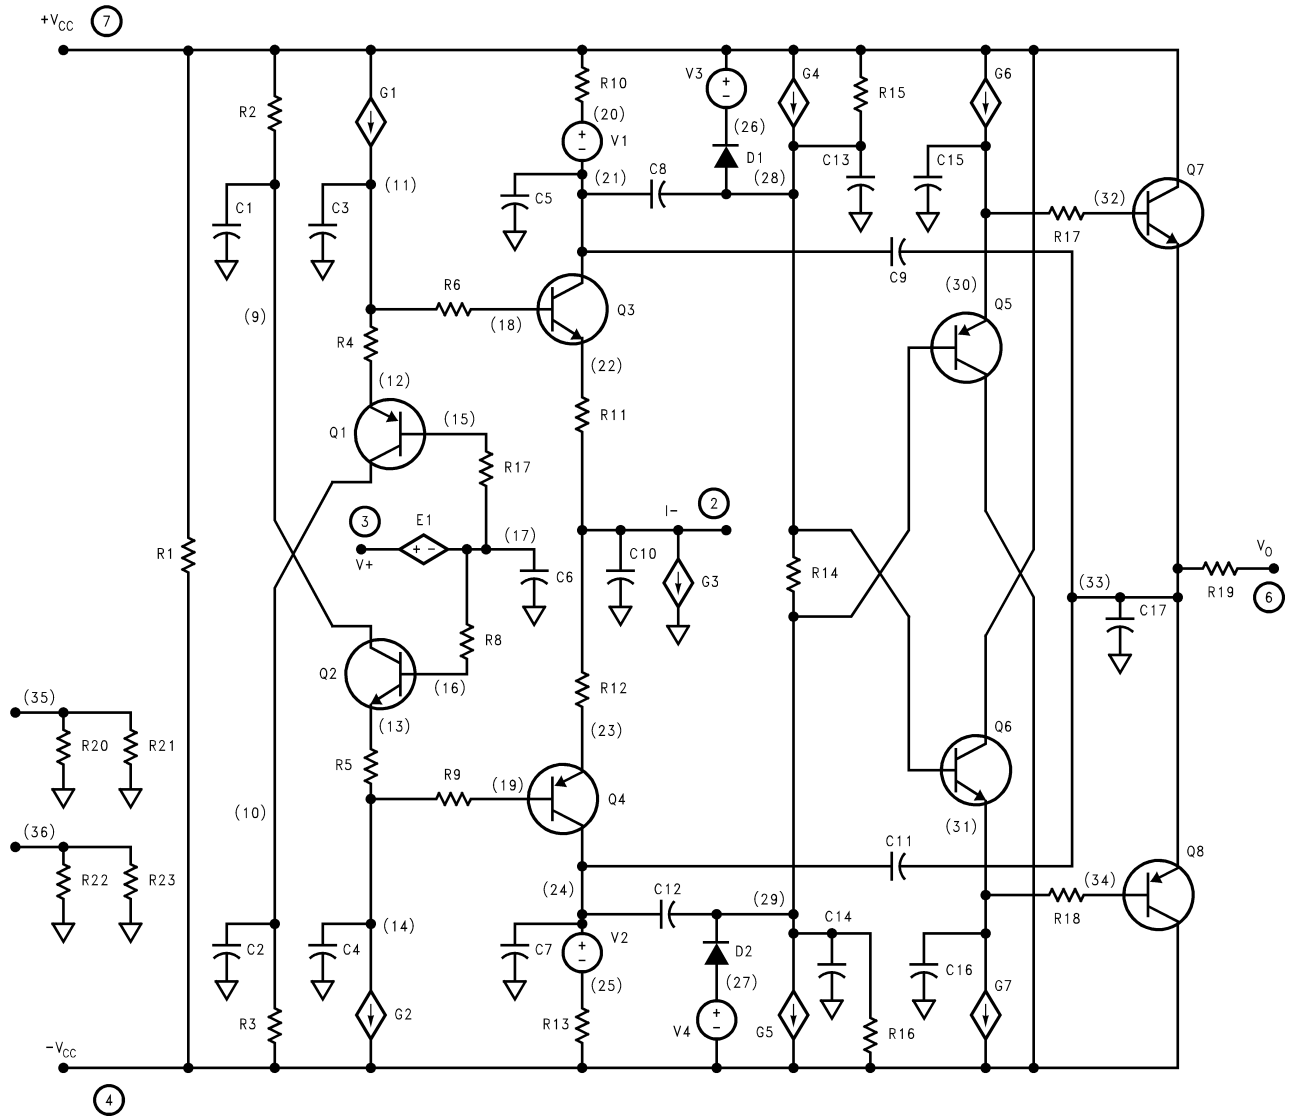 +VCC 7
V3 G4 G6
R10
R2 G1 R15
(20)
V1 (26)
D1 C13 C15
Q7
C8
(11) (21) (28)
C1 C3 C5 (32)
R17
C9
R6 (30)
Q5
(9) (18) Q3
R4
(22)
(12)
R11
(15)
Q1
R17
I- 2
3 E1
(17) VO
R1 V+ C10 C6 G3 R14
(33)
R19 6
C17
R8
Q2 (16) R12
(35)
(13) (23) Q6
R20 R21
R5 R9 (19)
Q4
(10) (31)
(36)
C11 Q8
R22 R23 (24) C12 (29) (34)
C14 R18
(14) V2
C2 C4 C7 D2
C16
(25) (27) G7
R3 G2 R13 V4 G5 R16
-VCC
4
+
-
+
-
+ -
+
-
+
-